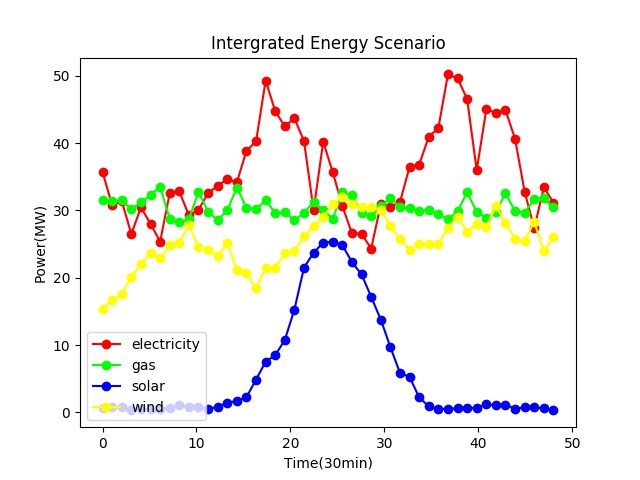 Intergrated Energy Scenario
Power(MW)
50
40
30
20
10
0
electricity
gas
solar
wind
0 10 20 30 40 50
Time(30min)